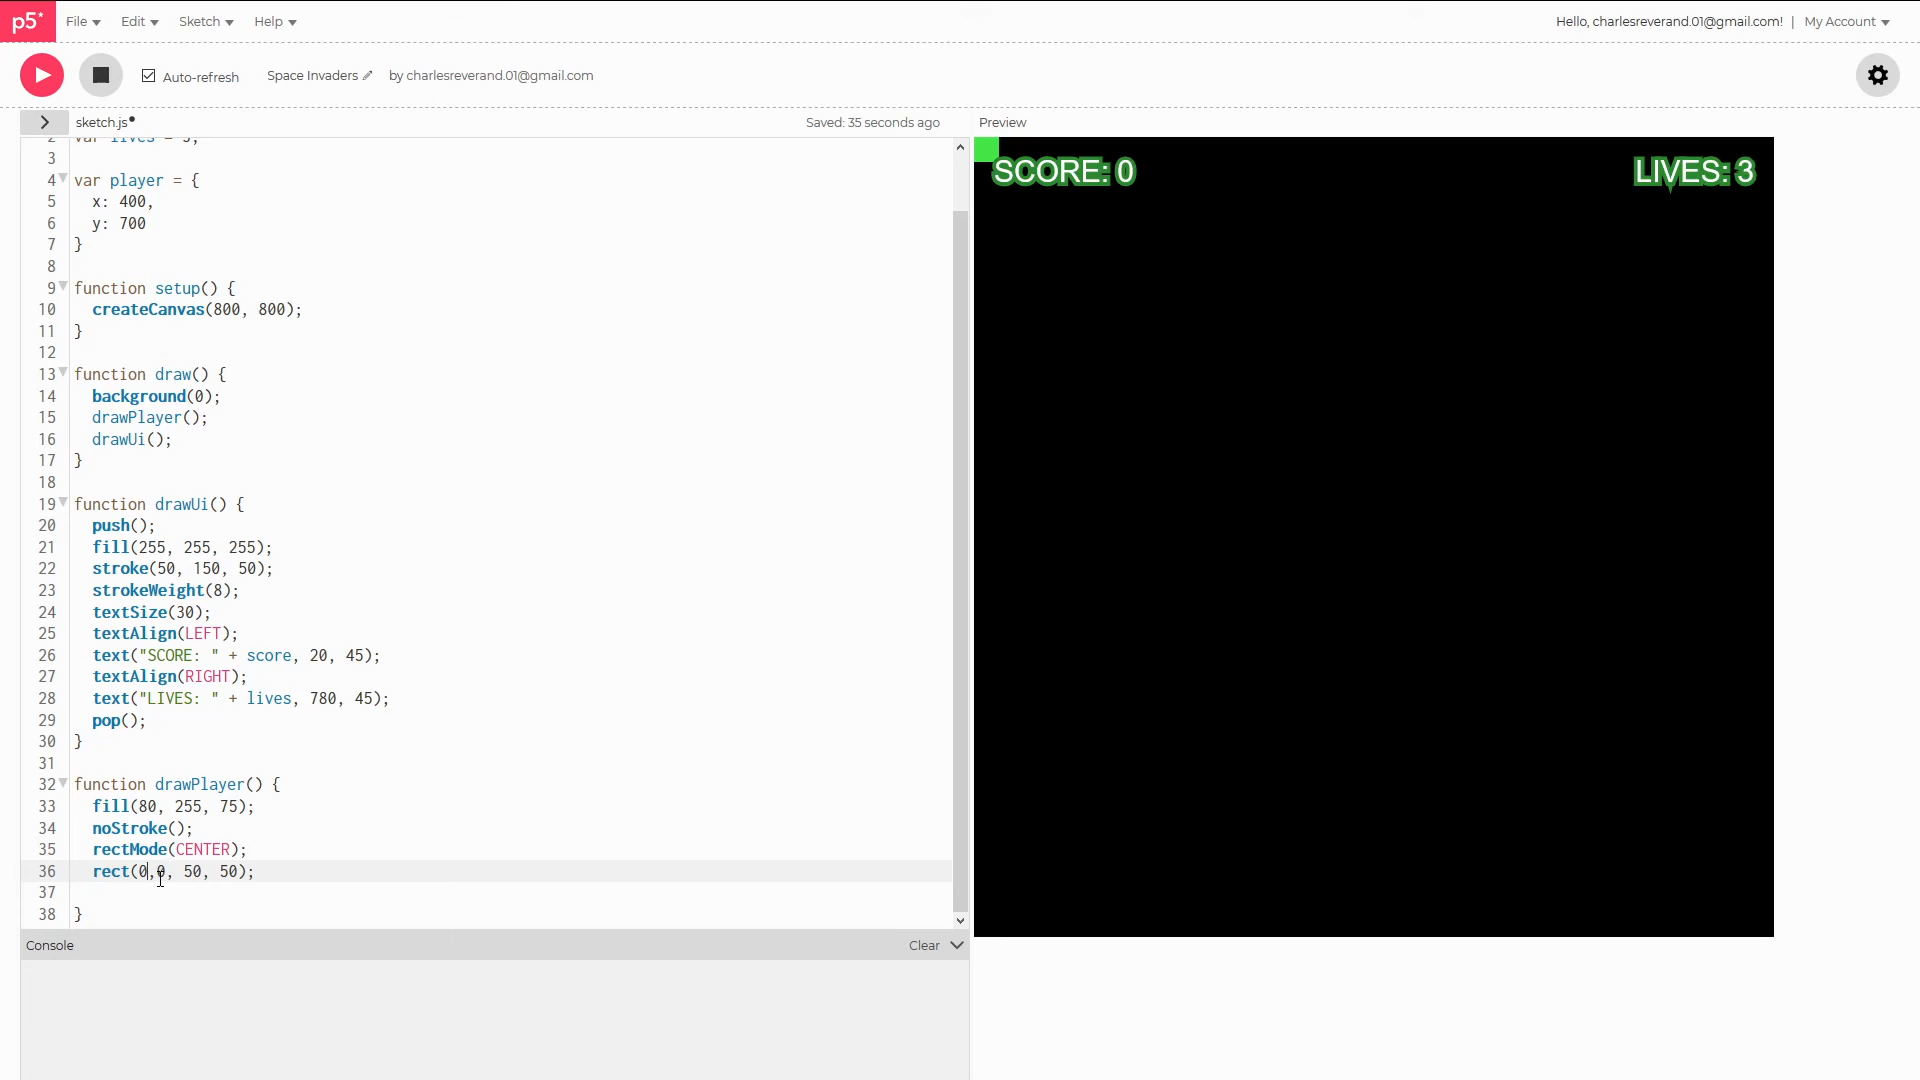 p5*
File Edit Sketch Help
Hello, charlesreverand.01@gmail.com! | My Account
Auto-refresh Space Invaders by charlesreverand.01@gmail.com
> sketch.js• Saved: 35 seconds ago Preview
2 var lives = 3;
3
4 var player = {
5 x: 400,
6 y: 700
7 }
8
9 function setup() {
10 createCanvas(800, 800);
11 }
12
13 function draw() {
14 background(0);
15 drawPlayer();
16 drawUi();
17 }
18
19 function drawUi() {
20 push();
21 fill(255, 255, 255);
22 stroke(50, 150, 50);
23 strokeWeight(8);
24 textSize(30);
25 textAlign(LEFT);
26 text("SCORE: " + score, 20, 45);
27 textAlign(RIGHT);
28 text("LIVES: " + lives, 780, 45);
29 pop();
30 }
31
32 function drawPlayer() {
33 fill(80, 255, 75);
34 noStroke();
35 rectMode(CENTER);
36 rect(0,0, 50, 50);
37
38 }
Console Clear
SCORE: 0 LIVES: 3